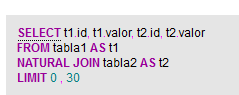 SELECT t1.id, t1.valor, t2.id, t2.valor
FROM tabla1 AS t1
NATURAL JOIN tabla2 AS t2
LIMIT 0 , 30